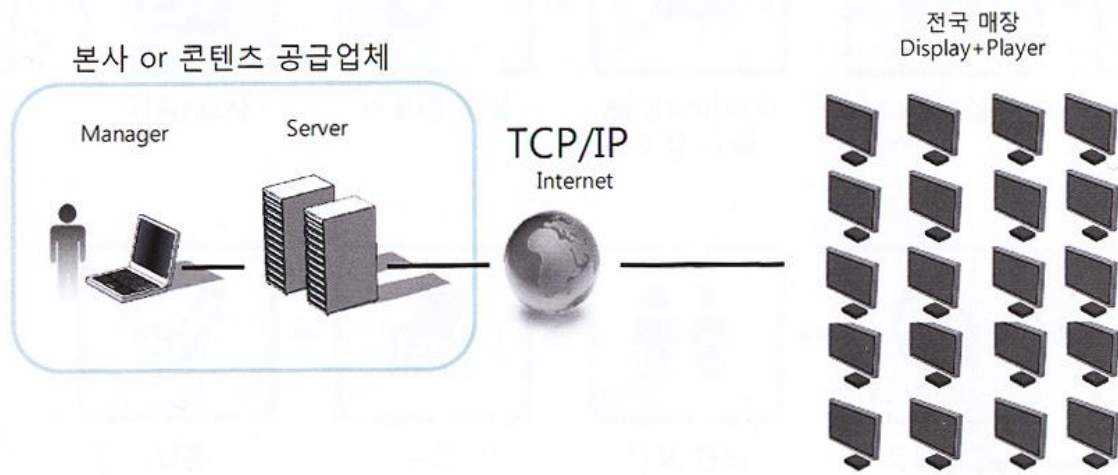 본사 or 콘텐츠 공급업체
Manager
Server
TCP/IP
Internet
전국 매장
Display+Player